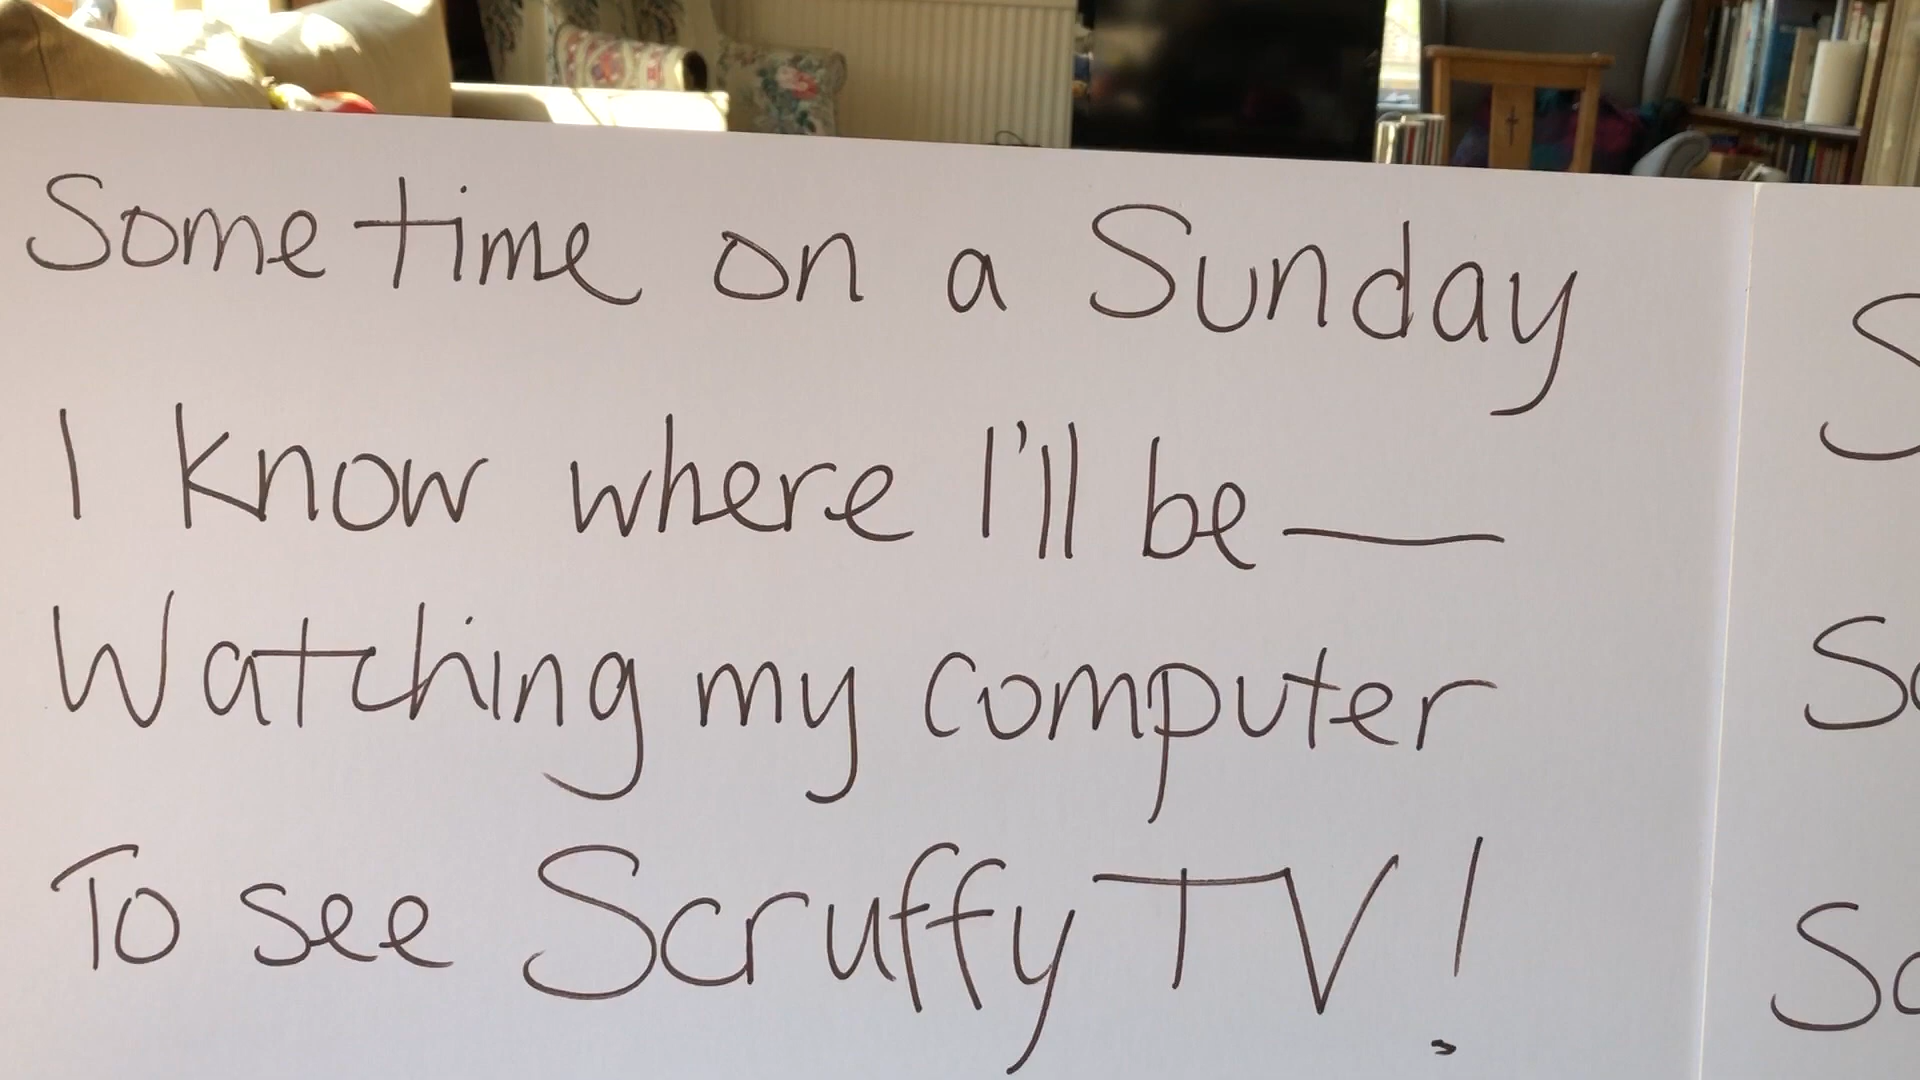 Some time on a Sunday
I know where I'll be —
Watching my computer
To see Scruffy TV!